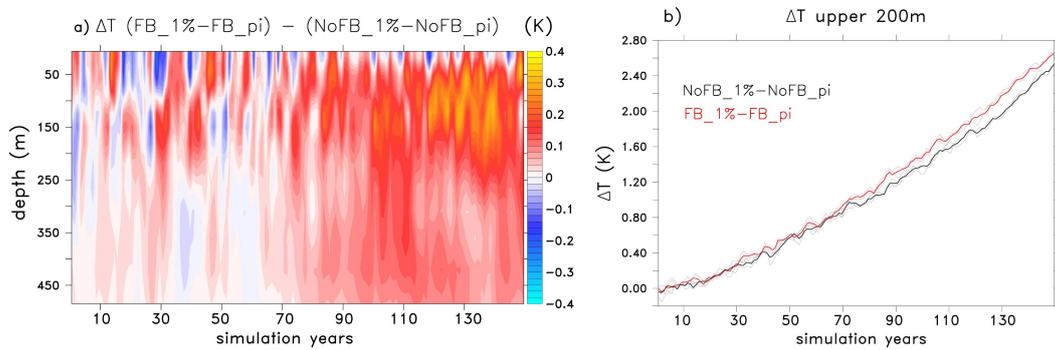 a) ΔT (FB_1%−FB_pi) − (NoFB_1%−NoFB_pi) (K)
50
150
250
350
450
depth (m)
10 30 50 70 90 110 130
simulation years
0.4
0.3
0.2
0.1
0
−0.1
−0.2
−0.3
−0.4
b) ΔT upper 200m
2.80
2.40
2.00
1.60
1.20
0.80
0.40
0.00
ΔT (K)
NoFB_1%−NoFB_pi
FB_1%−FB_pi
10 30 50 70 90 110 130
simulation years